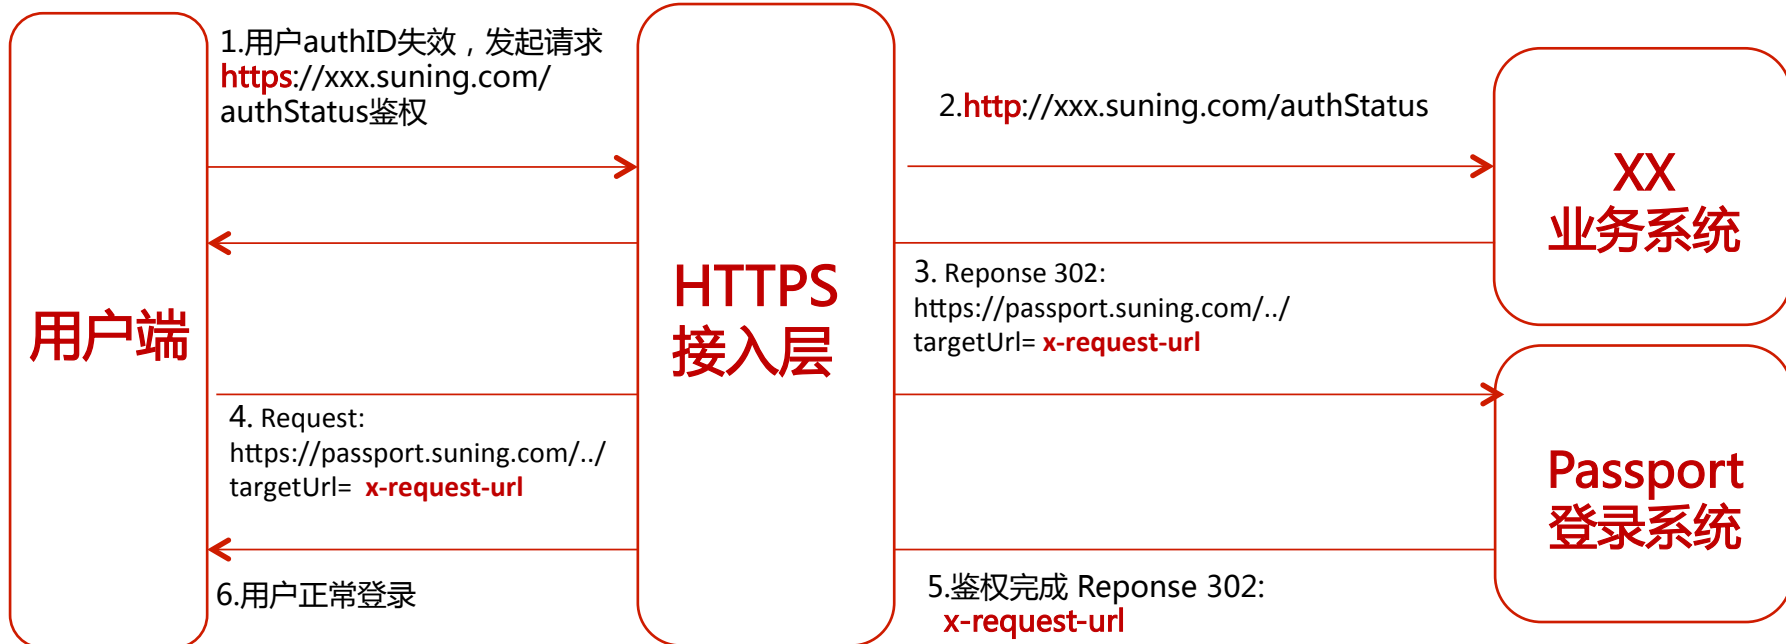 1.用户authID失效，发起请求
https://xxx.suning.com/
authStatus鉴权
2.http://xxx.suning.com/authStatus
XX
业务系统
用户端
HTTPS
接入层
3. Reponse 302:
https://passport.suning.com/../
targetUrl= x-request-url
4. Request:
https://passport.suning.com/../
targetUrl= x-request-url
Passport
登录系统
6.用户正常登录
5.鉴权完成 Reponse 302:
x-request-url